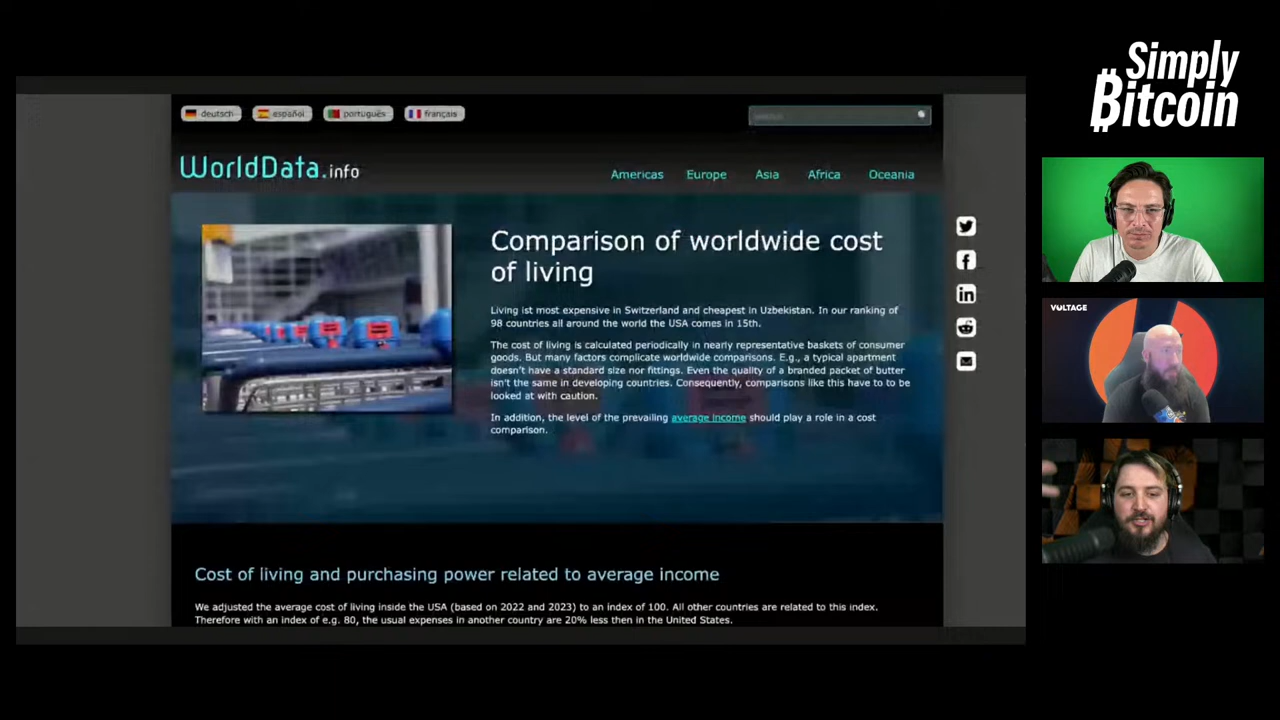 Simply
Bitcoin
deutsch
español
português
français
WorldData.info
Americas
Europe
Asia
Africa
Oceania
Comparison of worldwide cost
of living
Living ist most expensive in Switzerland and cheapest in Uzbekistan. In our ranking of
98 countries all around the world the USA comes in 15th.
The cost of living is calculated periodically in nearly representative baskets of consumer
goods. But many factors complicate worldwide comparisons. E.g., a typical apartment
doesn't have a standard size nor fittings. Even the quality of a branded packet of butter
isn't the same in developing countries. Consequently, comparisons like this have to to be
looked at with caution.
In addition, the level of the prevailing average income should play a role in a cost
comparison.
VOLTAGE
Cost of living and purchasing power related to average income
We adjusted the average cost of living inside the USA (based on 2022 and 2023) to an index of 100. All other countries are related to this index.
Therefore with an index of e.g. 80, the usual expenses in another country are 20% less then in the United States.